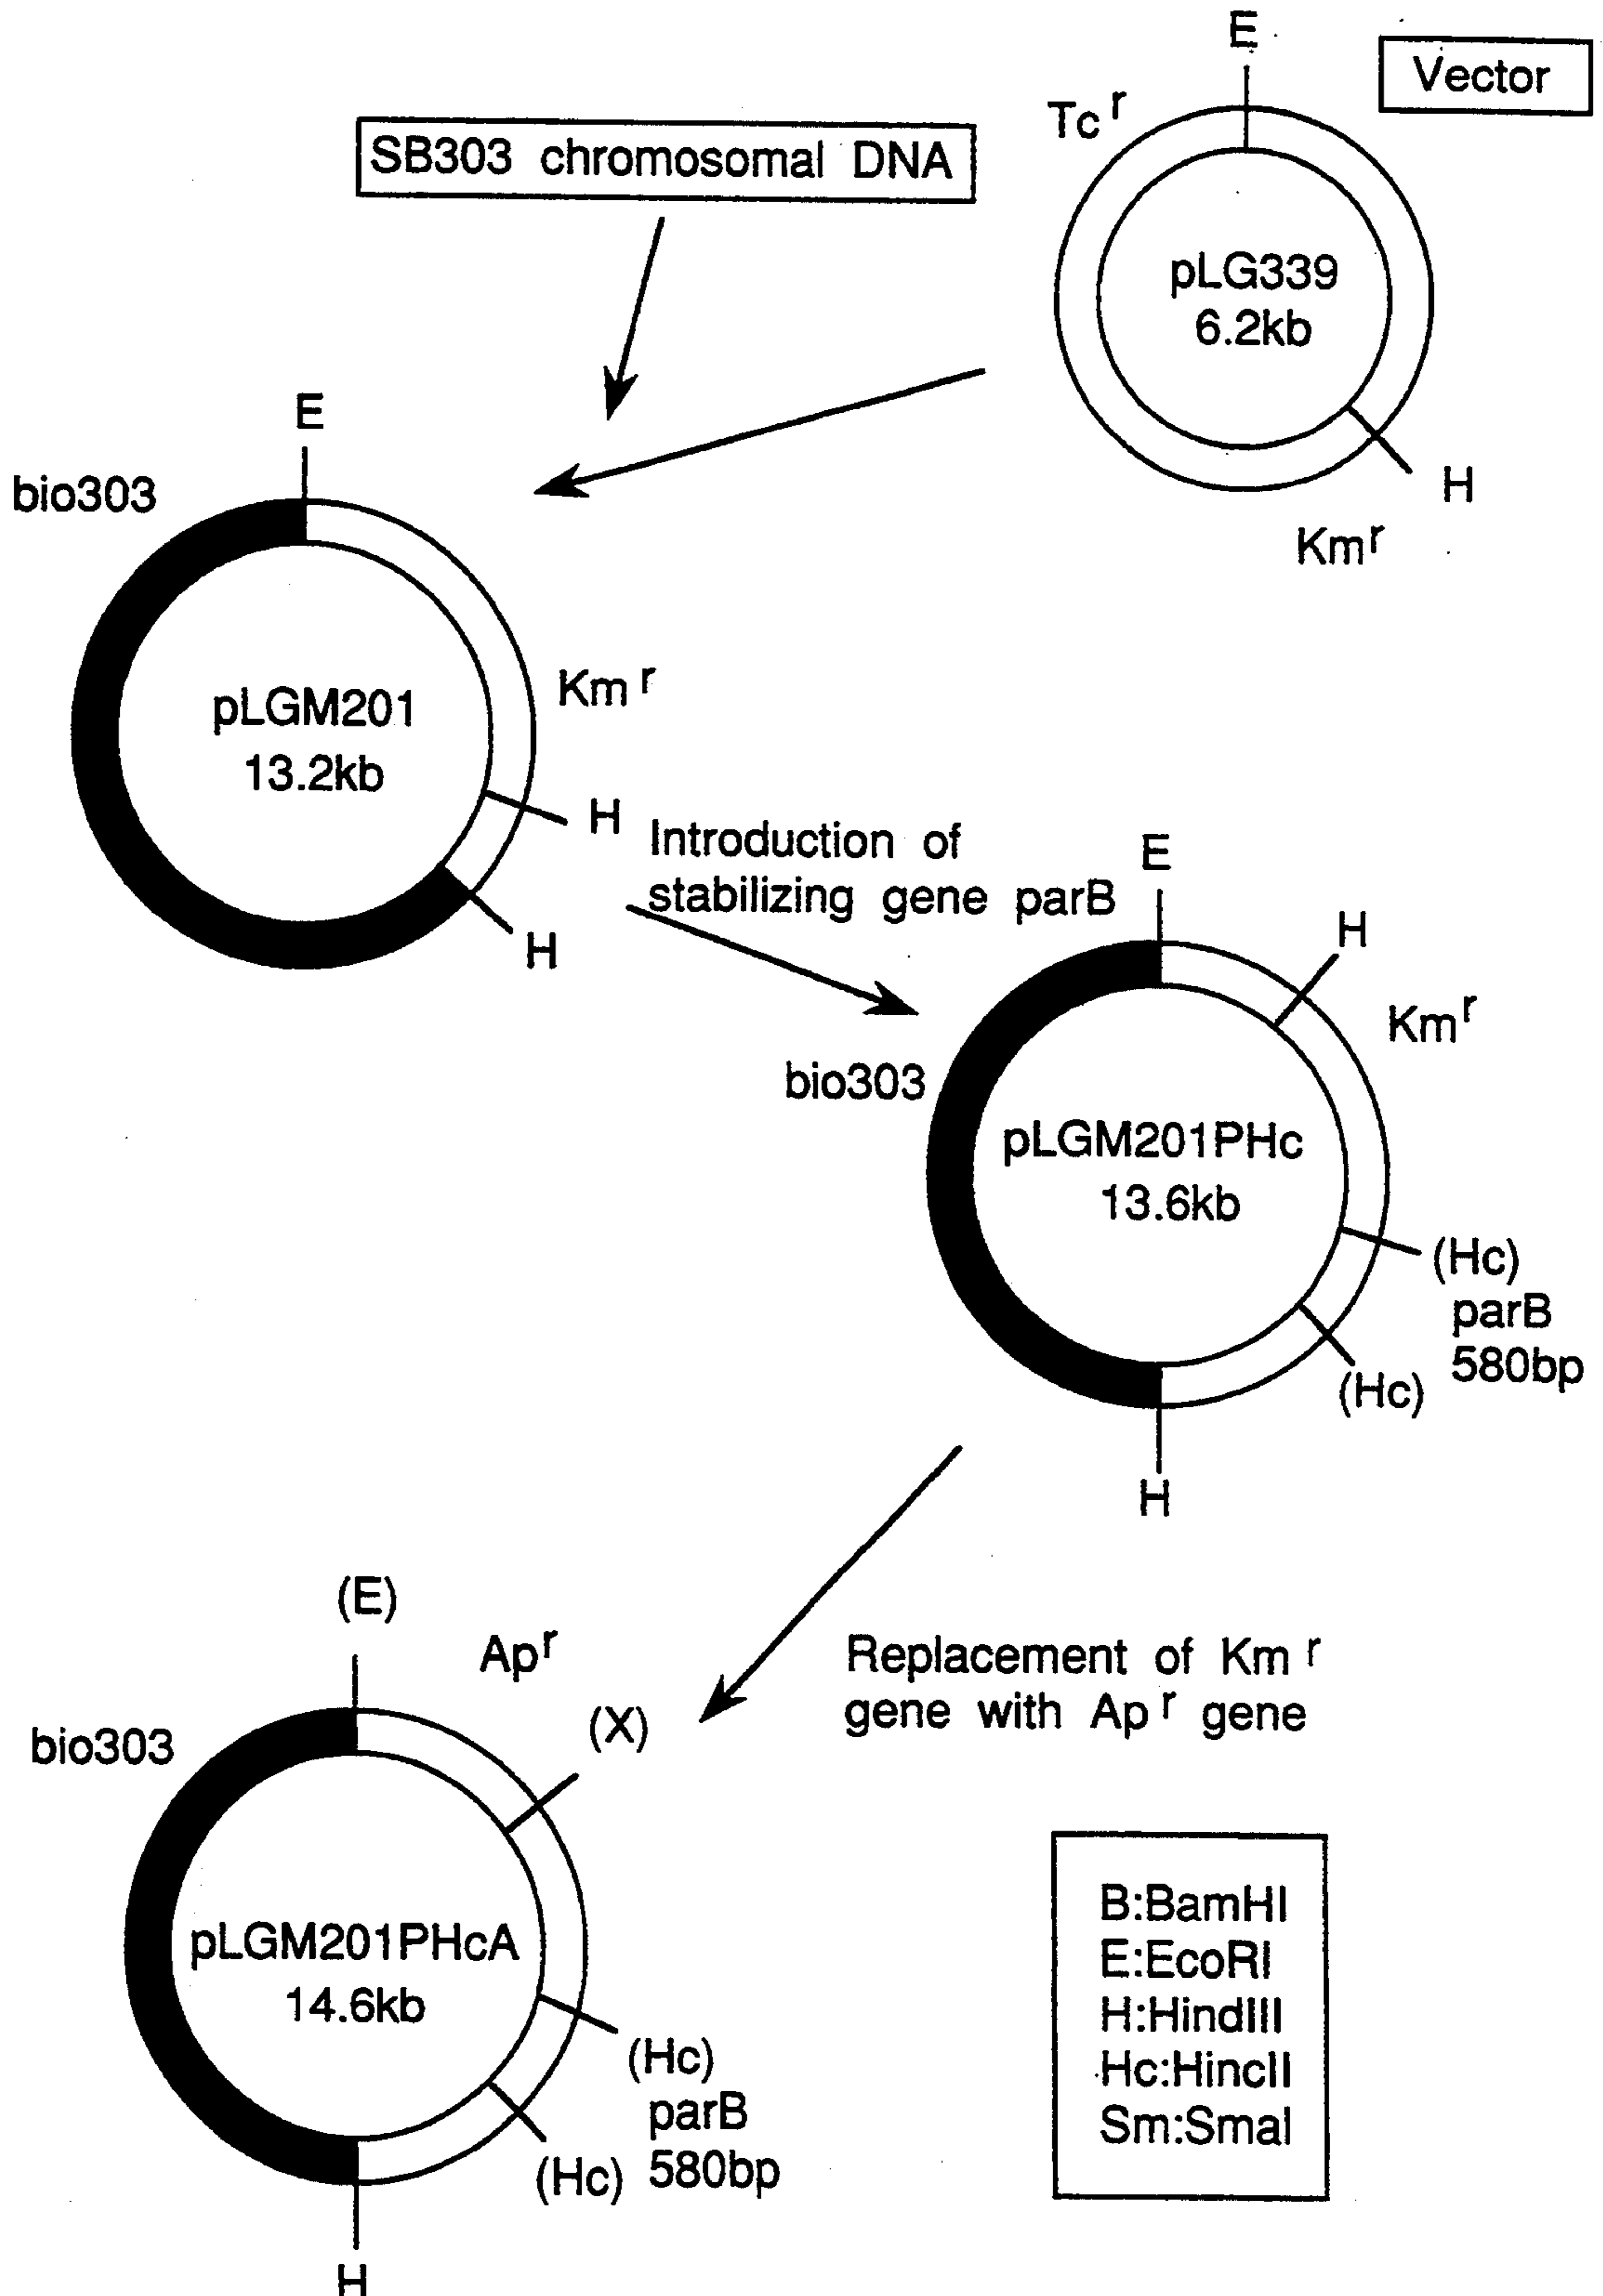 E
Vector
Tc r
SB303 chromosomal DNA
pLG339
6.2kb
H
Km r
E
bio303
pLGM201
13.2kb
Km r
H
H
Introduction of
stabilizing gene parB
E
H
Km r
bio303
pLGM201PHc
13.6kb
(Hc)
parB
580bp
(Hc)
H
Replacement of Km r
gene with Ap r gene
(E)
Ap r
(X)
bio303
pLGM201PHcA
14.6kb
(Hc)
parB
580bp
(Hc)
H
B:BamHI
E:EcoRI
H:HindIII
Hc:HincII
Sm:SmaI